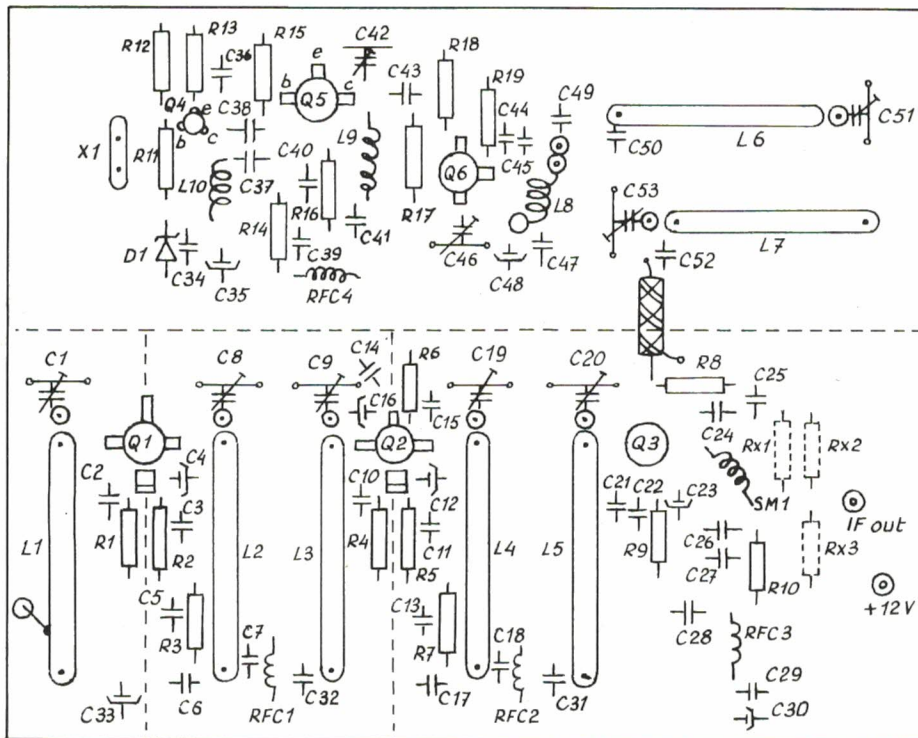 R12 R13 R15 C42 R18
C36 e C43 R19 C49
Q4 e b Q5 c C44 C51
X1 R11 b c C38 C40 L9 Q6 C45 C50 L6
L10 C37 C53
R14 R16 C41 R17 L8 L7
D1 C34 C35 C39 RFC4 C46 C48 C47 C52
C1 C8 C9 C14 R6 C19 C20 R8 C25
C16 C15
Q1 Q2 Q3 C24 Rx1 Rx2
C2 C4 C10 C12 C21 C22 C23 SM1
L1 R1 C3 R2 L2 L3 R4 C11 R5 L4 L5 R9 C26 Rx3 IF out
C27 R10 +12V
C5 R3 C7 C13 R7 C18 C28 RFC3
C33 C6 RFC1 C32 C17 RFC2 C31 C29
C30